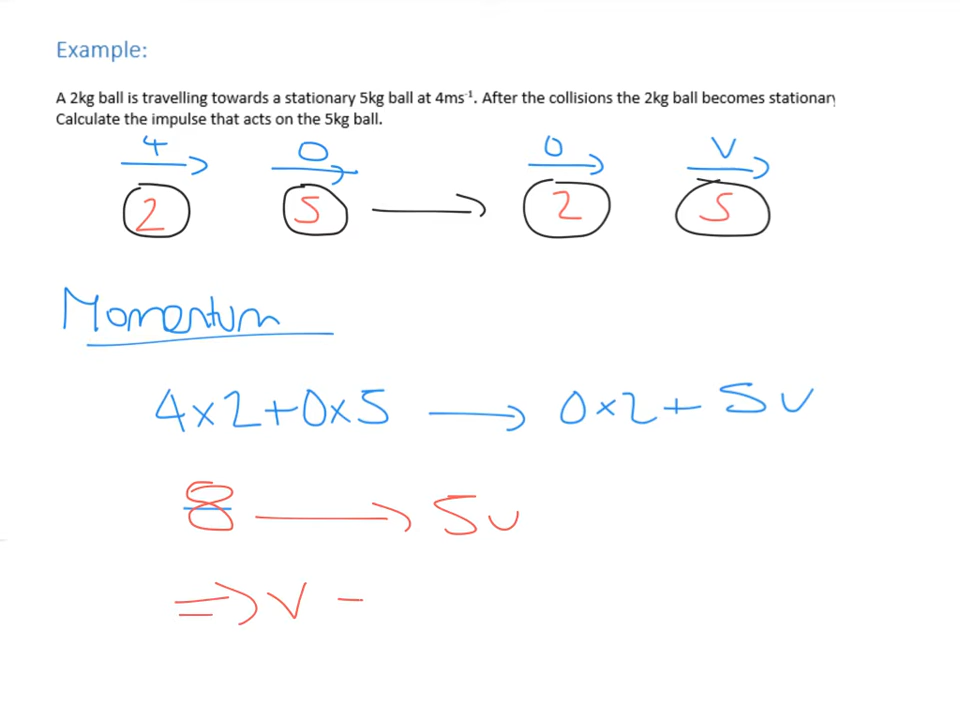 Example:
A 2kg ball is travelling towards a stationary 5kg ball at 4ms⁻¹. After the collisions the 2kg ball becomes stationary
Calculate the impulse that acts on the 5kg ball.
4 0 0 v
2 5 → 2 5
Momentum
4×2+0×5 → 0×2+ 5v
8 → 5v
⇒ v −